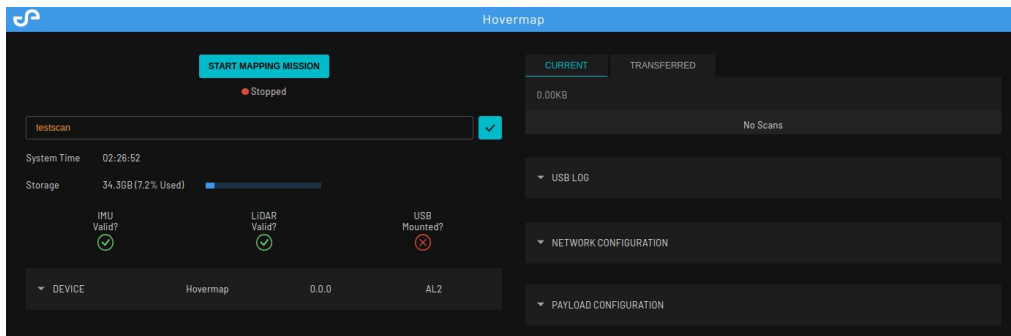 Hovermap
START MAPPING MISSION
Stopped
testscan
System Time 02:26:52
Storage 34.3GB (7.2% Used)
IMU
Valid?
LiDAR
Valid?
USB
Mounted?
DEVICE Hovermap 0.0.0 AL2
CURRENT TRANSFERRED
0.00KB
No Scans
USB LOG
NETWORK CONFIGURATION
PAYLOAD CONFIGURATION